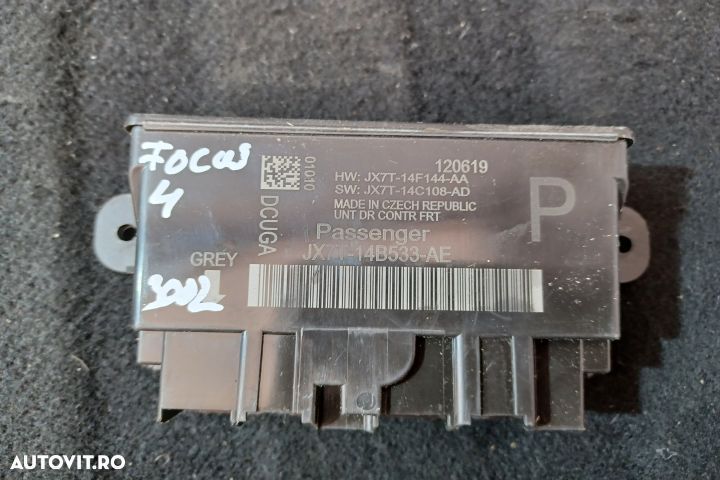 120619
HW: JX7T-14F144-AA
SW: JX7T-14C108-AD
MADE IN CZECH REPUBLIC
UNT DR CONTR FRT
Passenger
JX7T-14B533-AE
P
01010
DCUGA
GREY
1
FOCUS
4
3002
AUTOVIT.RO